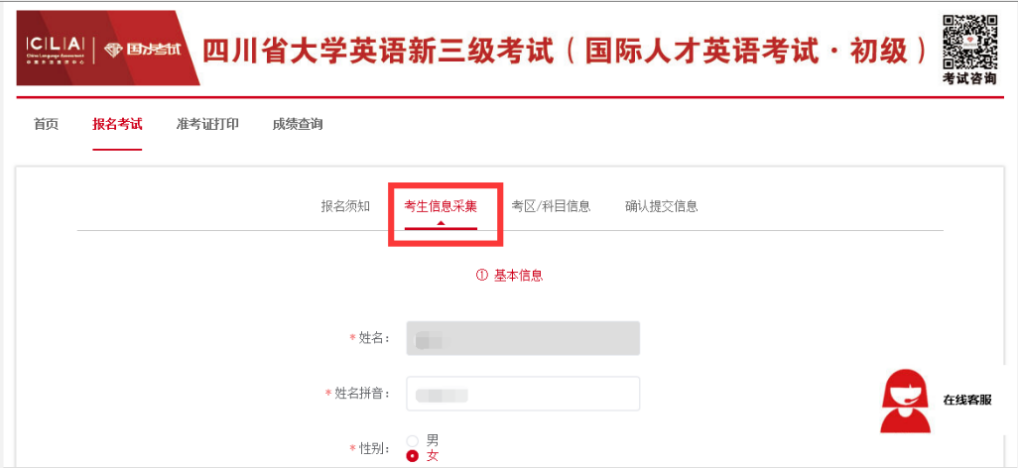 CLA 国才考试 四川省大学英语新三级考试（国际人才英语考试·初级）
考试咨询
首页 报名考试 准考证打印 成绩查询
报名须知 考生信息采集 考区/科目信息 确认提交信息
① 基本信息
*姓名：
*姓名拼音：
在线客服
*性别： 男
女